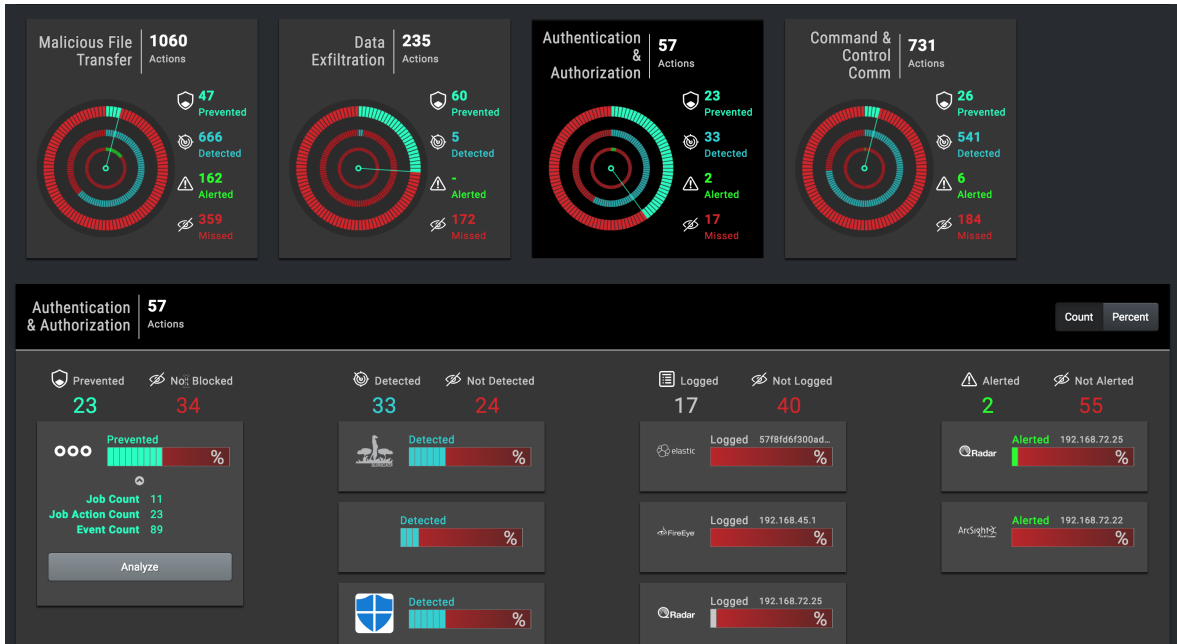 Malicious File
Transfer
1060
Actions
47
Prevented
666
Detected
162
Alerted
359
Missed
Data
Exfiltration
235
Actions
60
Prevented
5
Detected
-
Alerted
172
Missed
Authentication
&
Authorization
57
Actions
23
Prevented
33
Detected
2
Alerted
17
Missed
Command &
Control
Comm
731
Actions
26
Prevented
541
Detected
6
Alerted
184
Missed
Authentication
& Authorization
57
Actions
Count Percent
Prevented Not Blocked
23 34
Prevented
%
Job Count 11
Job Action Count 23
Event Count 89
Analyze
Detected Not Detected
33 24
Detected
%
Detected
%
Detected
%
Logged Not Logged
17 40
elastic
Logged 57f8fd6f300ad...
%
FireEye
Logged 192.168.45.1
%
QRadar
Logged 192.168.72.25
%
Alerted Not Alerted
2 55
QRadar
Alerted 192.168.72.25
%
ArcSight
Alerted 192.168.72.22
%